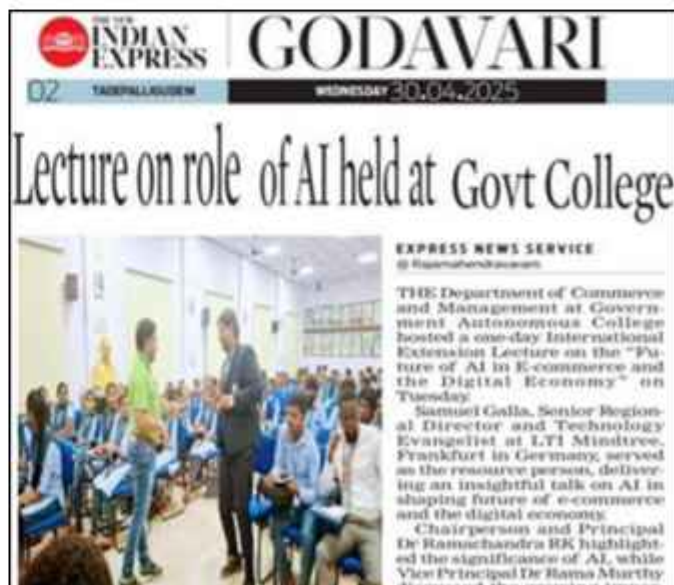 THE NEW
INDIAN
EXPRESS
GODAVARI
02 TADEPALLIGUDEM WEDNESDAY 30.04.2025
Lecture on role of AI held at Govt College
EXPRESS NEWS SERVICE
@ Rajamahendravaram
THE Department of Commerce
and Management at Govern-
ment Autonomous College
hosted a one-day International
Extension Lecture on the "Fu-
ture of AI in E-commerce and
the Digital Economy" on
Tuesday.
Samuel Galla, Senior Region-
al Director and Technology
Evangelist at LTI Mindtree,
Frankfurt in Germany, served
as the resource person, deliver-
ing an insightful talk on AI in
shaping future of e-commerce
and the digital economy.
Chairperson and Principal
Dr Ramachandra RK highlight-
ed the significance of AI, while
Vice Principal Dr Rama Murthy